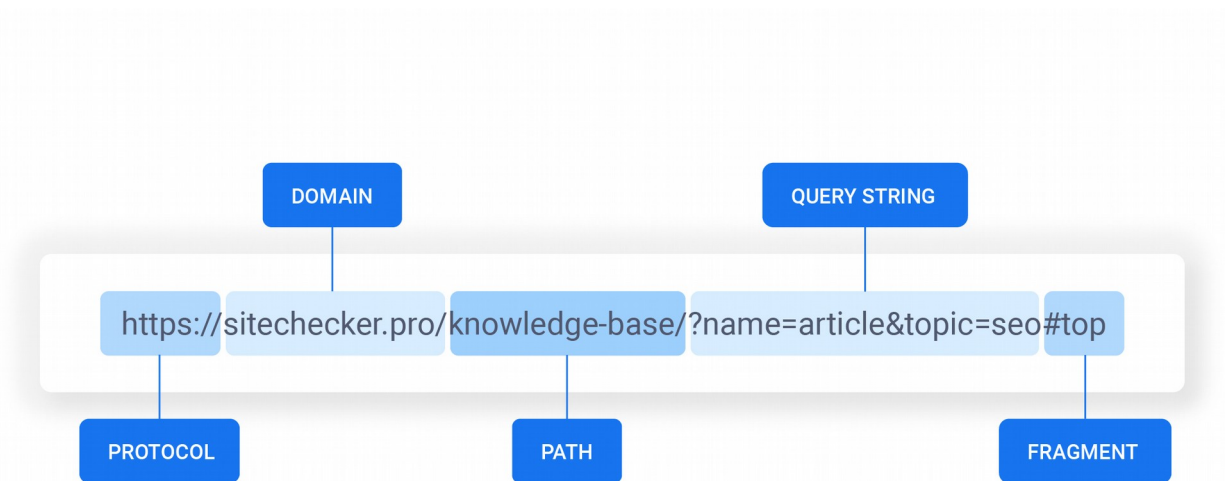 DOMAIN
QUERY STRING
https://sitechecker.pro/knowledge-base/?name=article&topic=seo#top
PROTOCOL
PATH
FRAGMENT